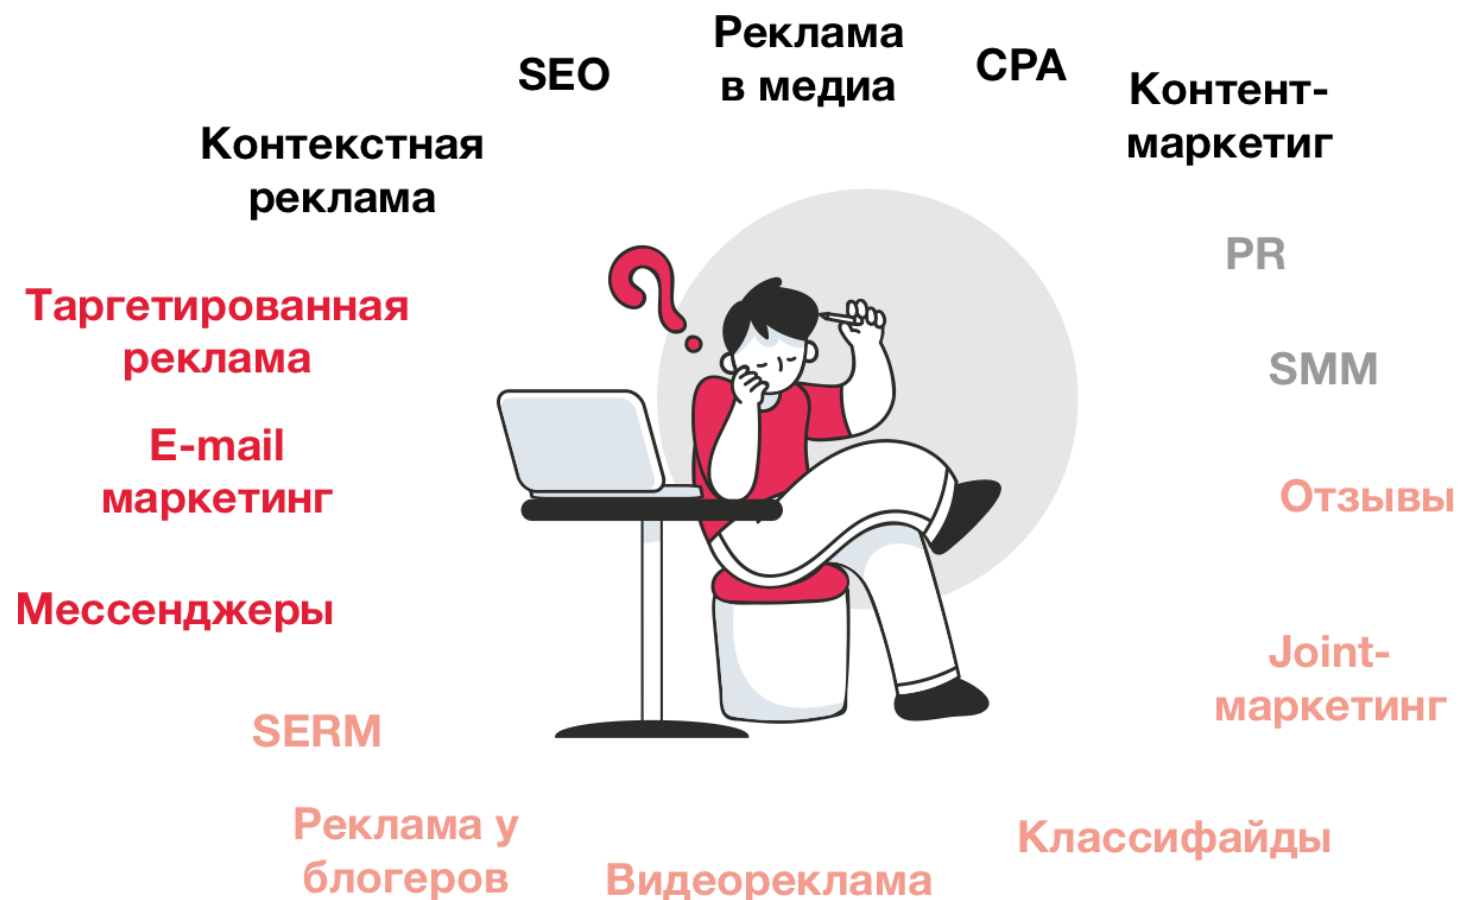 SEO
Реклама
в медиа
CPA
Контент-
маркетиг
Контекстная
реклама
PR
Таргетированная
реклама
SMM
E-mail
маркетинг
Отзывы
Мессенджеры
Joint-
маркетинг
SERM
Реклама у
блогеров
Классифайды
Видеореклама